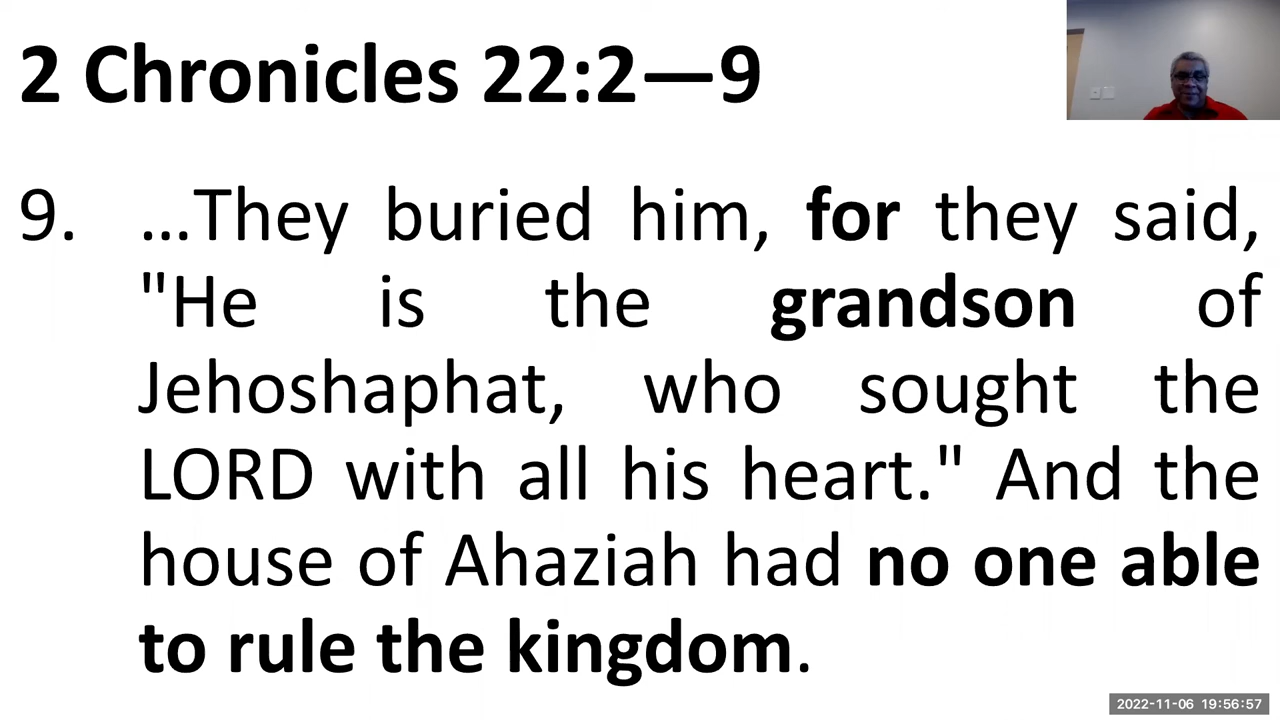 2 Chronicles 22:2—9
9. ...They buried him, for they said,
"He is the grandson of
Jehoshaphat, who sought the
LORD with all his heart." And the
house of Ahaziah had no one able
to rule the kingdom.
2022-11-06 19:56:57